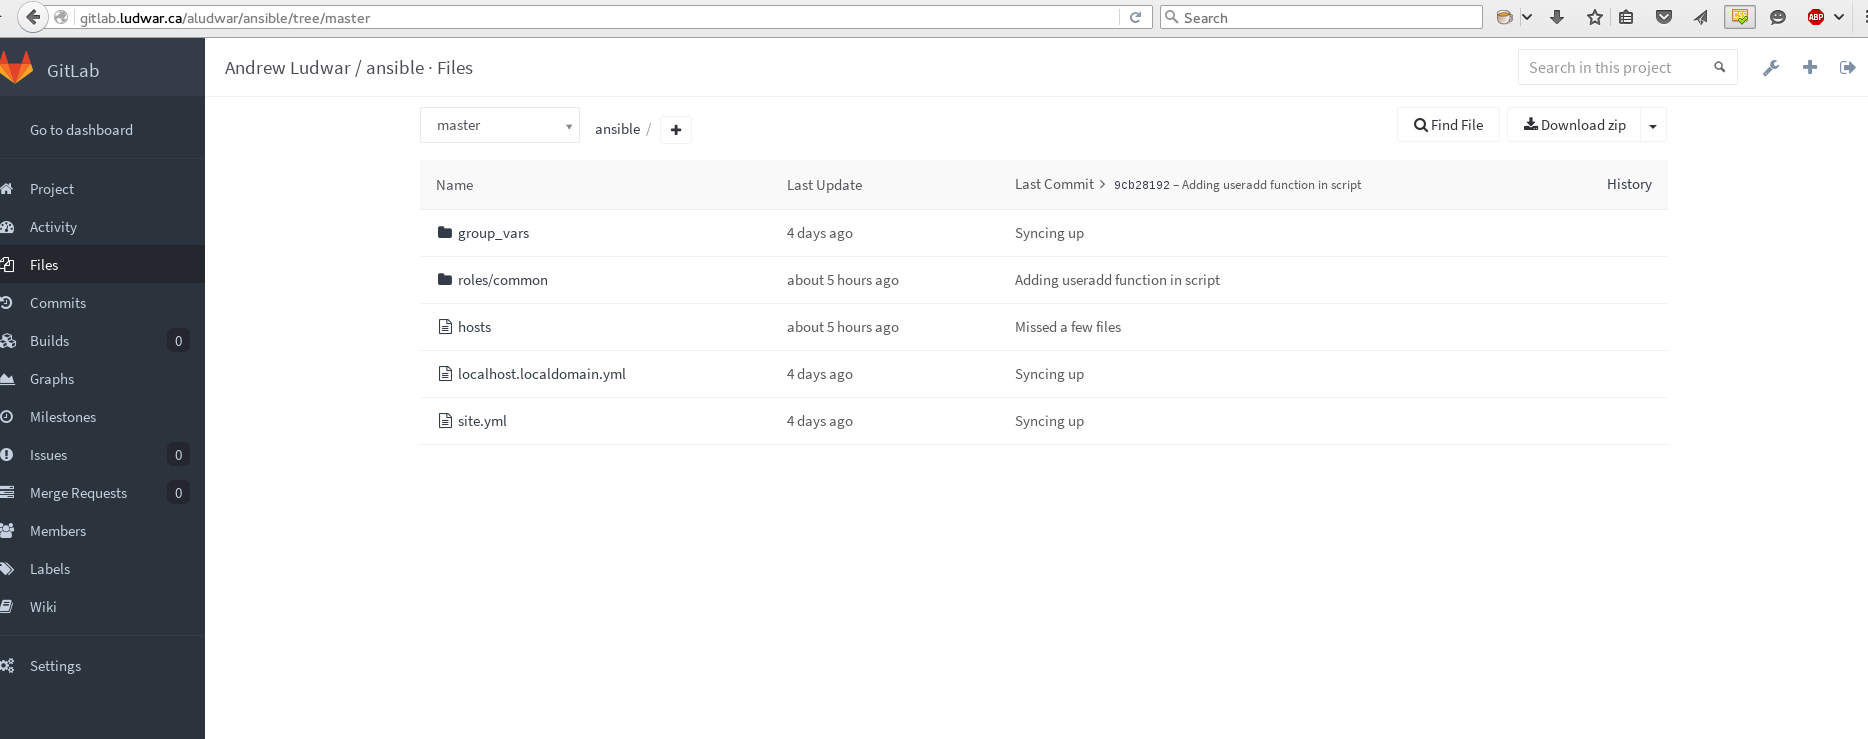 gitlab.ludwar.ca/aludwar/ansible/tree/master
Search
ABP
GitLab
Andrew Ludwar / ansible · Files
Search in this project
Go to dashboard
Project
Activity
Files
Commits
Builds 0
Graphs
Milestones
Issues 0
Merge Requests 0
Members
Labels
Wiki
Settings
master
ansible /
Find File
Download zip
Name Last Update Last Commit > 9cb28192 – Adding useradd function in script History
group_vars 4 days ago Syncing up
roles/common about 5 hours ago Adding useradd function in script
hosts about 5 hours ago Missed a few files
localhost.localdomain.yml 4 days ago Syncing up
site.yml 4 days ago Syncing up